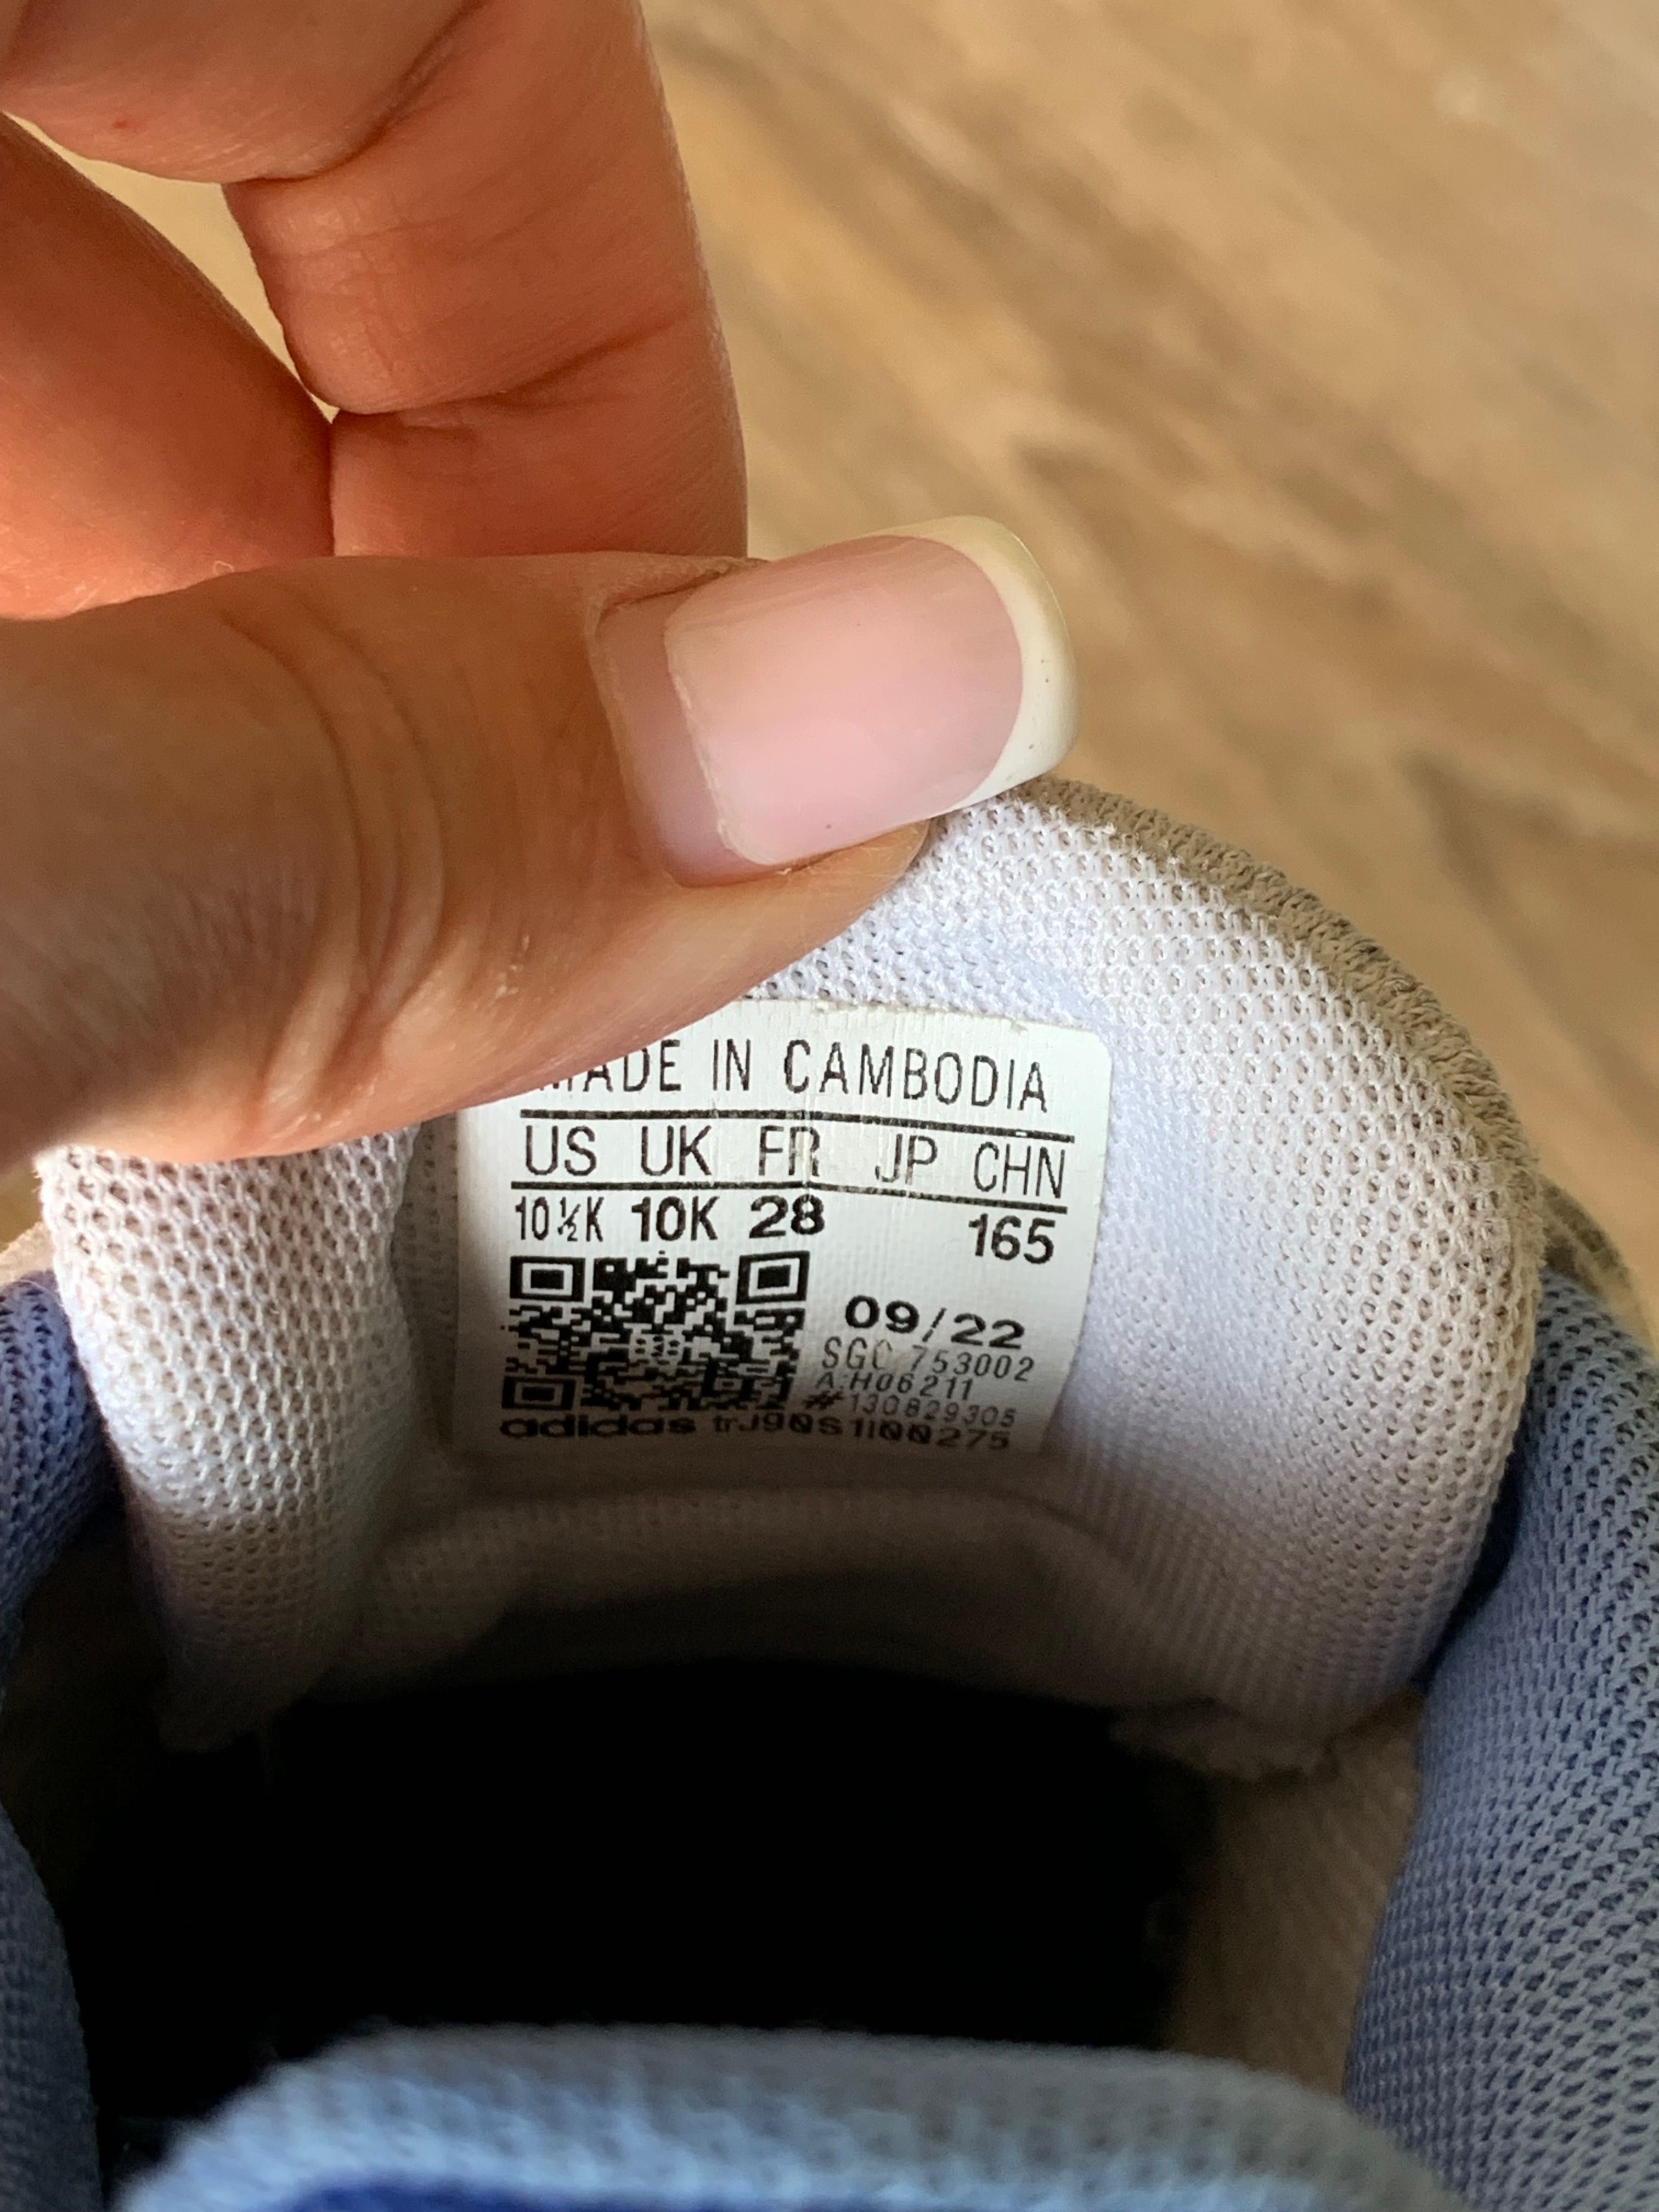 MADE IN CAMBODIA
US UK FR JP CHN
10½K 10K 28 165
09/22
SGC 753002
A:H06211
#130829305
adidas trJ90S1I00275